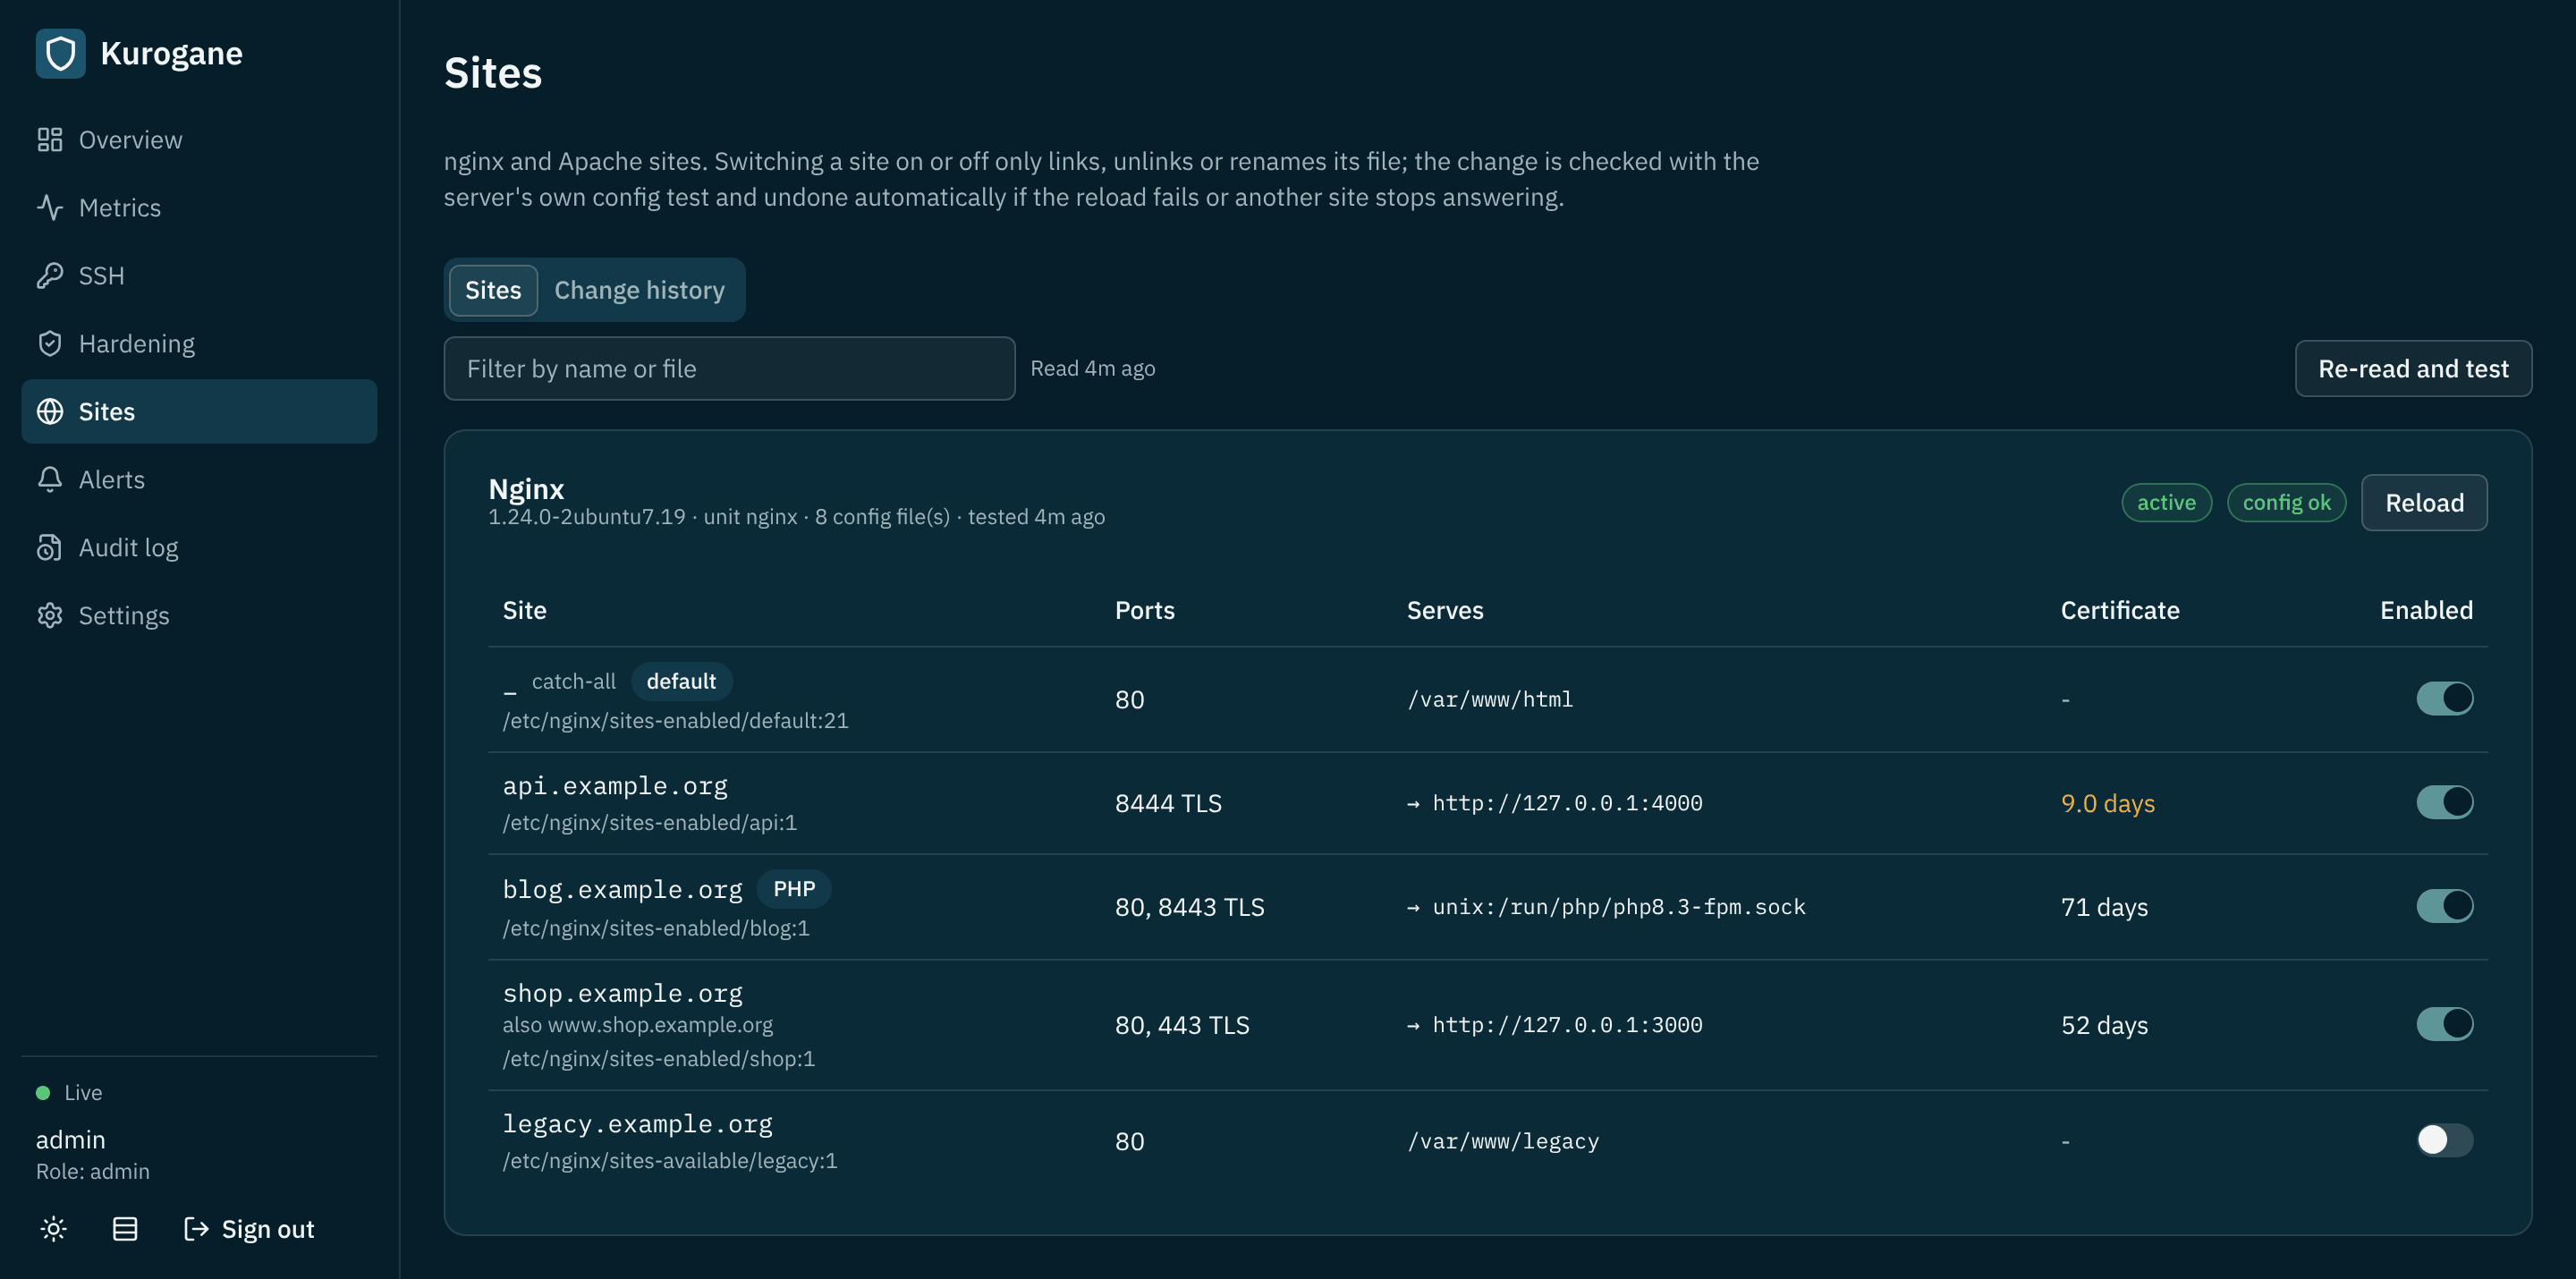 Kurogane
Overview
Metrics
SSH
Hardening
Sites
Alerts
Audit log
Settings
Live
admin
Role: admin
Sign out
Sites
nginx and Apache sites. Switching a site on or off only links, unlinks or renames its file; the change is checked with the
server's own config test and undone automatically if the reload fails or another site stops answering.
Sites Change history
Filter by name or file Read 4m ago Re-read and test
Nginx
1.24.0-2ubuntu7.19 · unit nginx · 8 config file(s) · tested 4m ago
active config ok Reload
Site Ports Serves Certificate Enabled
_ catch-all default
/etc/nginx/sites-enabled/default:21
80 /var/www/html -
api.example.org
/etc/nginx/sites-enabled/api:1
8444 TLS → http://127.0.0.1:4000 9.0 days
blog.example.org PHP
/etc/nginx/sites-enabled/blog:1
80, 8443 TLS → unix:/run/php/php8.3-fpm.sock 71 days
shop.example.org
also www.shop.example.org
/etc/nginx/sites-enabled/shop:1
80, 443 TLS → http://127.0.0.1:3000 52 days
legacy.example.org
/etc/nginx/sites-available/legacy:1
80 /var/www/legacy -